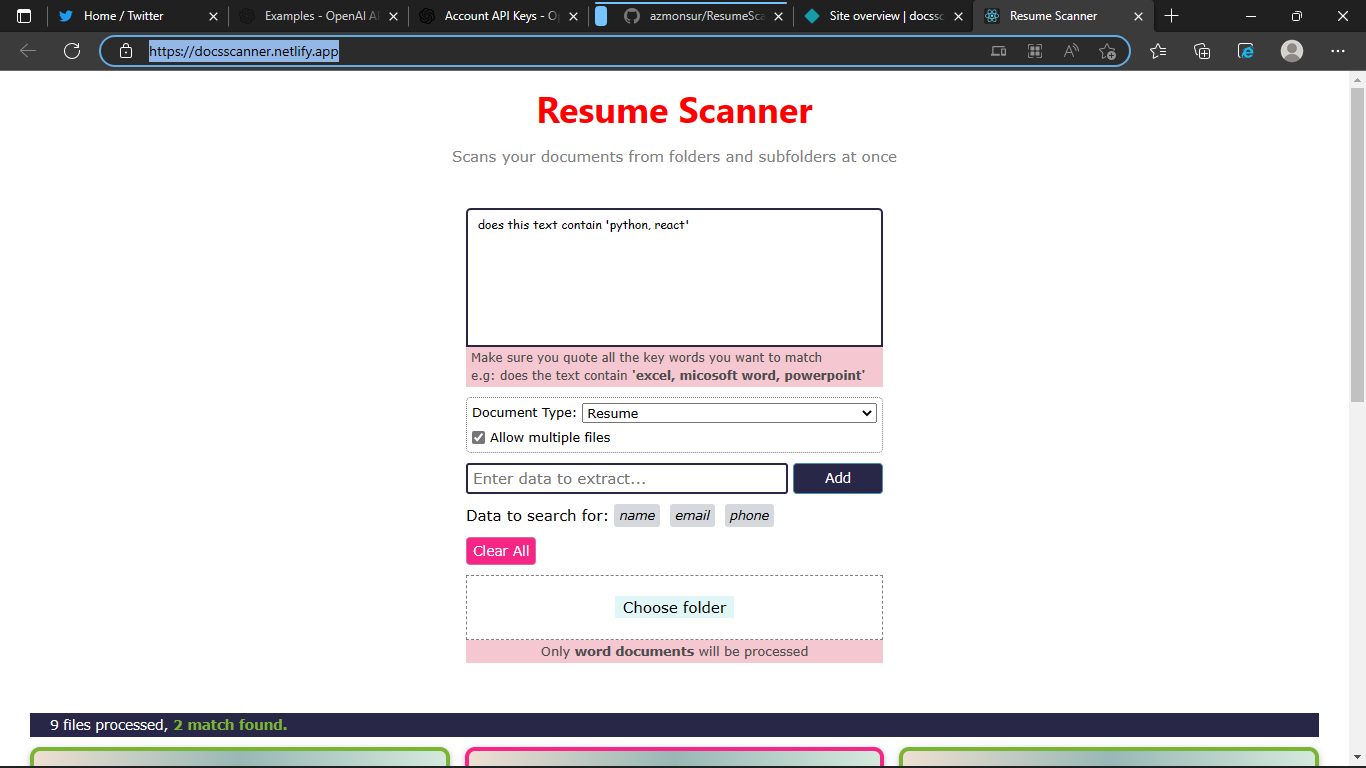 Home / Twitter
Examples - OpenAI A
Account API Keys - O
azmonsur/ResumeSca
Site overview | docssc
Resume Scanner
https://docsscanner.netlify.app
Resume Scanner
Scans your documents from folders and subfolders at once
does this text contain 'python, react'
Make sure you quote all the key words you want to match
e.g: does the text contain 'excel, micosoft word, powerpoint'
Document Type: Resume
Allow multiple files
Enter data to extract... Add
Data to search for: name email phone
Clear All
Choose folder
Only word documents will be processed
9 files processed, 2 match found.